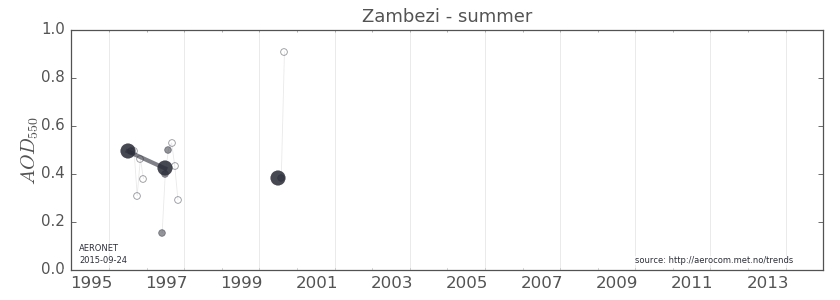 Zambezi - summer
1.0
0.8
0.6
0.4
0.2
0.0
AOD550
AERONET
2015-09-24
source: http://aerocom.met.no/trends
1995 1997 1999 2001 2003 2005 2007 2009 2011 2013